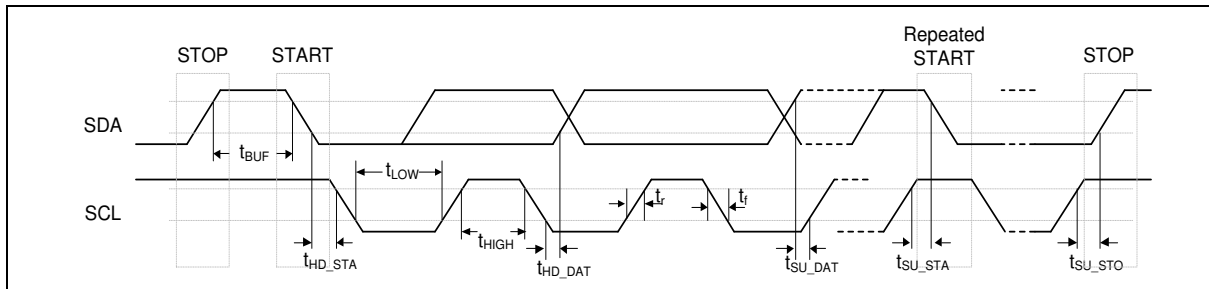 STOP
START
Repeated
START
STOP
SDA
tBUF
tLOW
SCL
tr
tf
tHIGH
tHD_STA
tHD_DAT
tSU_DAT
tSU_STA
tSU_STO